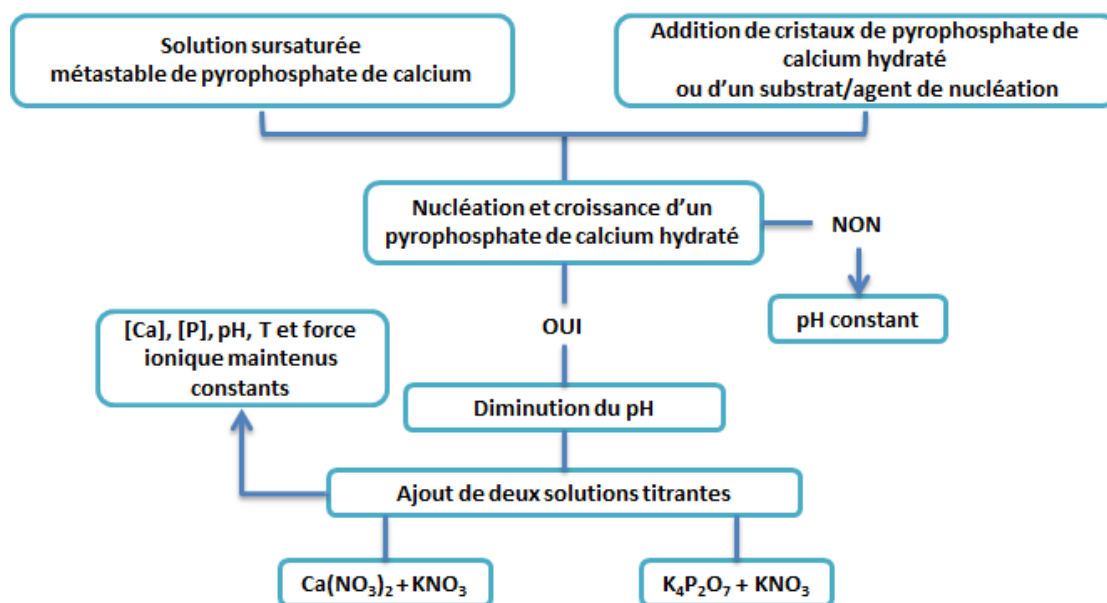 Solution sursaturée
métastable de pyrophosphate de calcium
Addition de cristaux de pyrophosphate de
calcium hydraté
ou d'un substrat/agent de nucléation
Nucléation et croissance d'un
pyrophosphate de calcium hydraté
NON
pH constant
OUI
[Ca], [P], pH, T et force
ionique maintenus
constants
Diminution du pH
Ajout de deux solutions titrantes
Ca(NO₃)₂ + KNO₃
K₄P₂O₇ + KNO₃